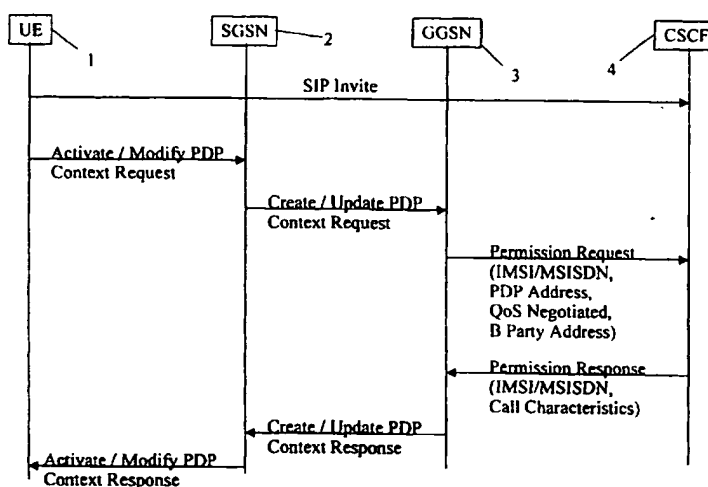 UE
SGSN
GGSN
CSCF
1
2
3
4
SIP Invite
Activate / Modify PDP
Context Request
Create / Update PDP
Context Request
Permission Request
(IMSI/MSISDN,
PDP Address,
QoS Negotiated,
B Party Address)
Permission Response
(IMSI/MSISDN,
Call Characteristics)
Create / Update PDP
Context Response
Activate / Modify PDP
Context Response